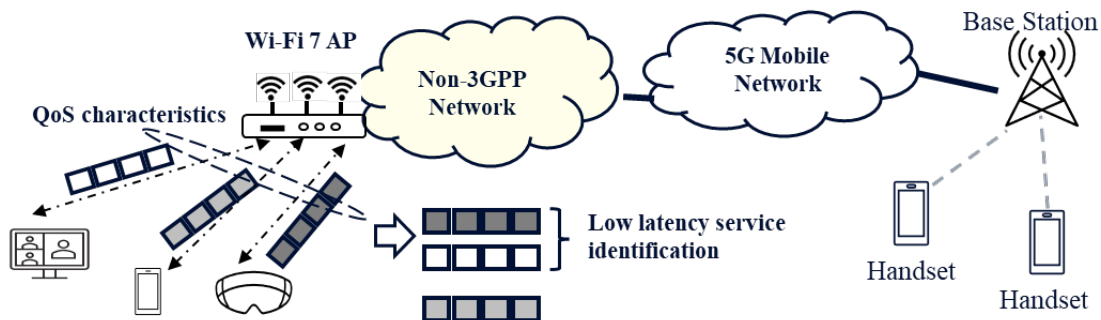 Base Station
Wi-Fi 7 AP
5G Mobile
Network
Non-3GPP
Network
QoS characteristics
Low latency service
identification
Handset
Handset